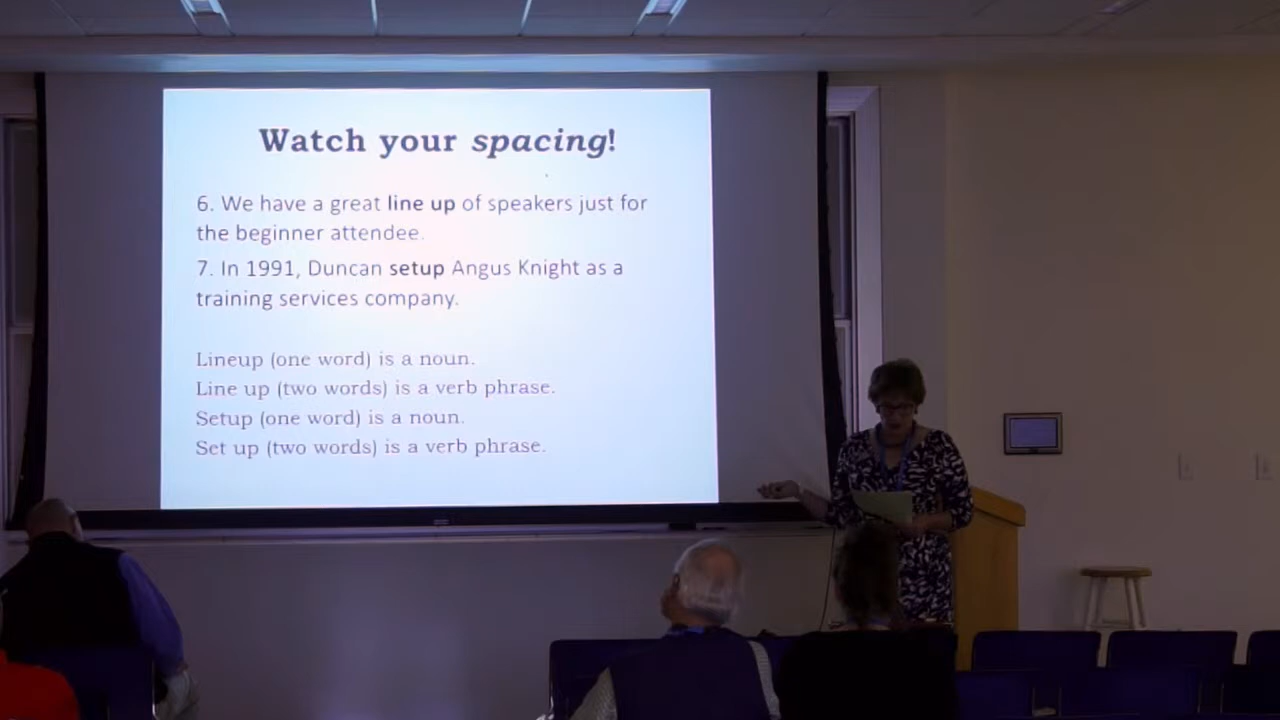 Watch your spacing!
6. We have a great line up of speakers just for
the beginner attendee.
7. In 1991, Duncan setup Angus Knight as a
training services company.
Lineup (one word) is a noun.
Line up (two words) is a verb phrase.
Setup (one word) is a noun.
Set up (two words) is a verb phrase.